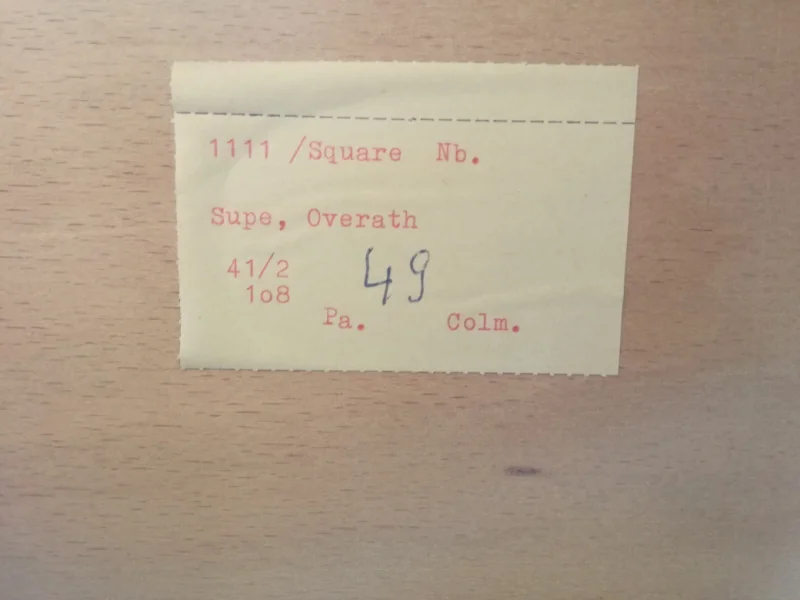 1111 /Square Nb.
Supe, Overath
41/2
1o8
49
Pa. Colm.